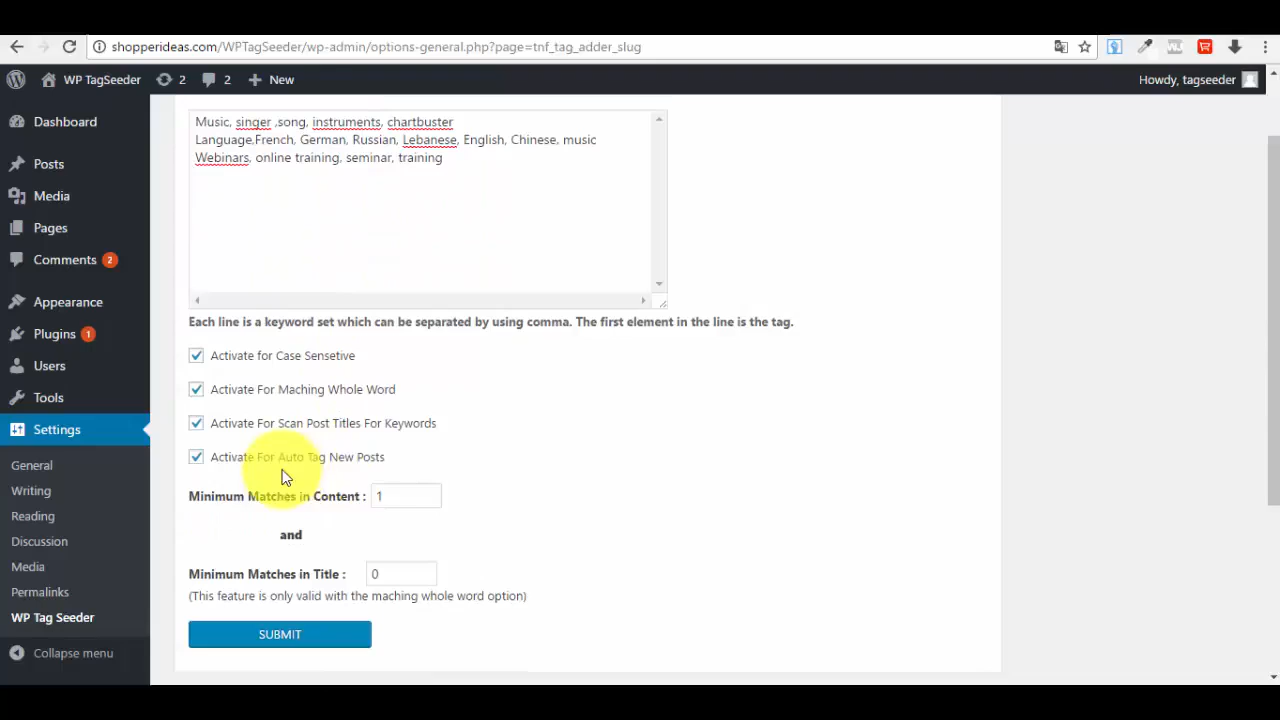 shopperideas.com/WPTagSeeder/wp-admin/options-general.php?page=tnf_tag_adder_slug
WP TagSeeder 2 2 New Howdy, tagseeder
Dashboard
Posts
Media
Pages
Comments 2
Appearance
Plugins 1
Users
Tools
Settings
General
Writing
Reading
Discussion
Media
Permalinks
WP Tag Seeder
Collapse menu
Music, singer ,song, instruments, chartbuster
Language,French, German, Russian, Lebanese, English, Chinese, music
Webinars, online training, seminar, training
Each line is a keyword set which can be separated by using comma. The first element in the line is the tag.
Activate for Case Sensetive
Activate For Maching Whole Word
Activate For Scan Post Titles For Keywords
Activate For Auto Tag New Posts
Minimum Matches in Content : 1
and
Minimum Matches in Title : 0
(This feature is only valid with the maching whole word option)
SUBMIT